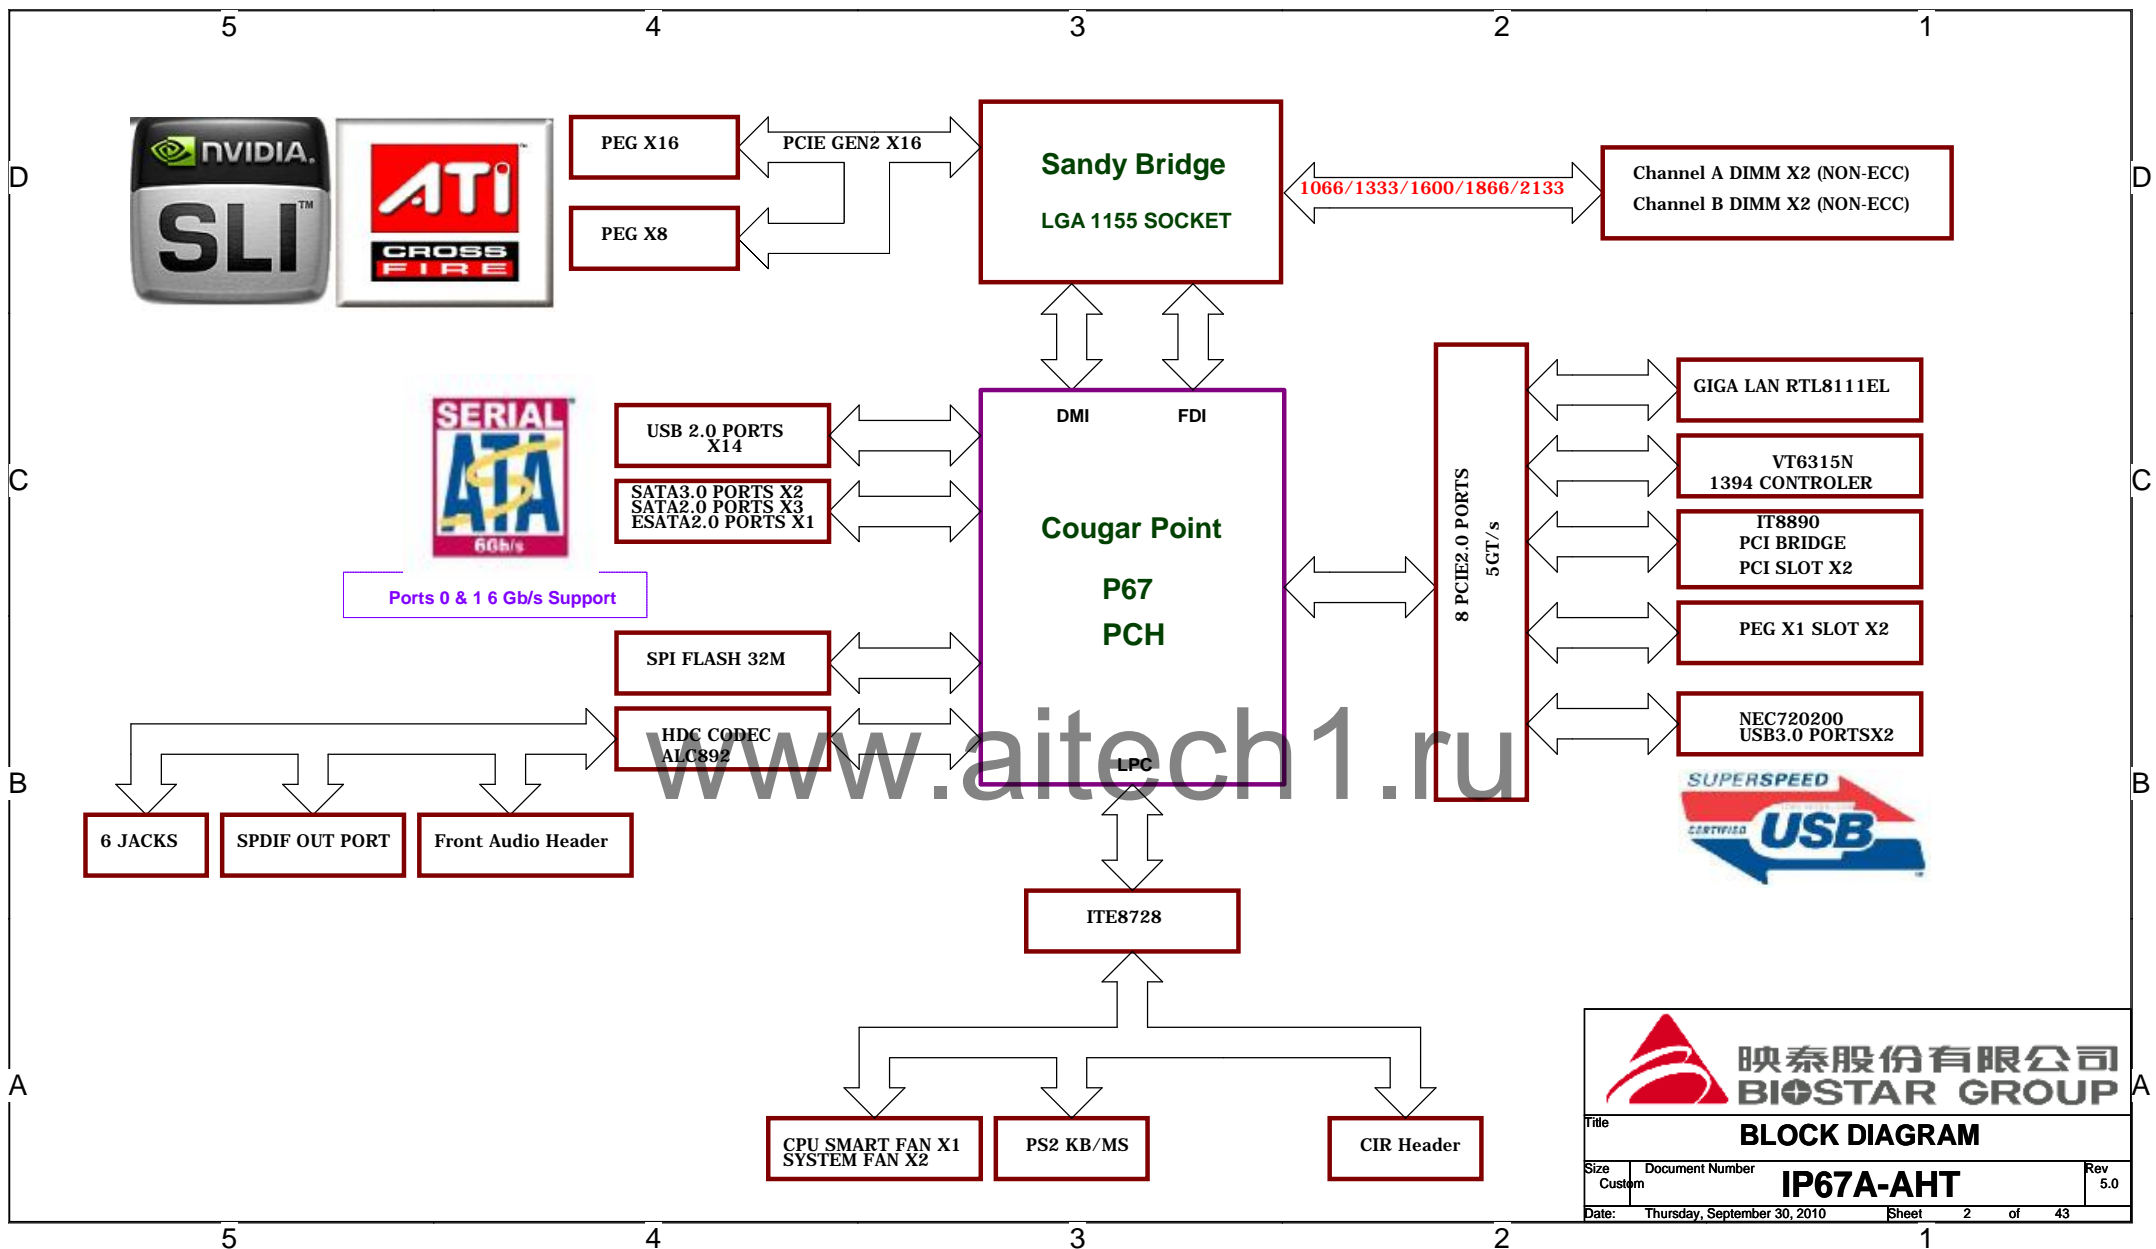 5 4 3 2 1
D D
C C
B B
A A
NVIDIA.
SLI™
ATI
CROSS
FIRE
PEG X16
PCIE GEN2 X16
PEG X8
Sandy Bridge
LGA 1155 SOCKET
1066/1333/1600/1866/2133
Channel A DIMM X2 (NON-ECC)
Channel B DIMM X2 (NON-ECC)
SERIAL
ATA
6Gb/s
Ports 0 & 1 6 Gb/s Support
USB 2.0 PORTS
X14
SATA3.0 PORTS X2
SATA2.0 PORTS X3
ESATA2.0 PORTS X1
SPI FLASH 32M
HDC CODEC
ALC892
DMI FDI
Cougar Point
P67
PCH
LPC
8 PCIE2.0 PORTS
5GT/s
GIGA LAN RTL8111EL
VT6315N
1394 CONTROLER
IT8890
PCI BRIDGE
PCI SLOT X2
PEG X1 SLOT X2
NEC720200
USB3.0 PORTSX2
SUPERSPEED
CERTIFIED
USB
www.aitech1.ru
6 JACKS
SPDIF OUT PORT
Front Audio Header
ITE8728
CPU SMART FAN X1
SYSTEM FAN X2
PS2 KB/MS
CIR Header
映泰股份有限公司
BIOSTAR GROUP
Title
BLOCK DIAGRAM
Size Document Number Rev
Custom IP67A-AHT 5.0
Date: Thursday, September 30, 2010 Sheet 2 of 43
5 4 3 2 1